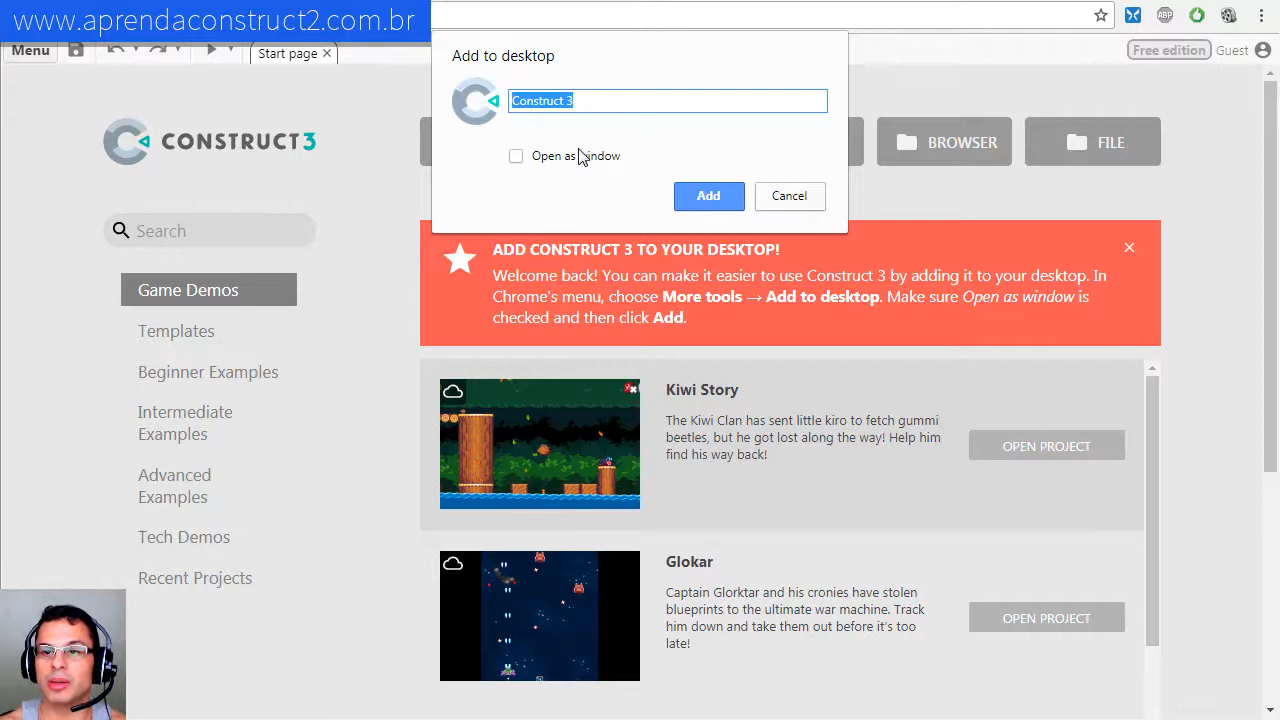 www.aprendaconstruct2.com.br
ABP
Menu
Start page
Free edition
Guest
Add to desktop
Construct 3
Open as window
Add
Cancel
CONSTRUCT 3
BROWSER
FILE
Search
Game Demos
Templates
Beginner Examples
Intermediate
Examples
Advanced
Examples
Tech Demos
Recent Projects
ADD CONSTRUCT 3 TO YOUR DESKTOP!
Welcome back! You can make it easier to use Construct 3 by adding it to your desktop. In
Chrome's menu, choose More tools → Add to desktop. Make sure Open as window is
checked and then click Add.
Kiwi Story
The Kiwi Clan has sent little kiro to fetch gummi
beetles, but he got lost along the way! Help him
find his way back!
OPEN PROJECT
Glokar
Captain Glorktar and his cronies have stolen
blueprints to the ultimate war machine. Track
him down and take them out before it's too
late!
OPEN PROJECT